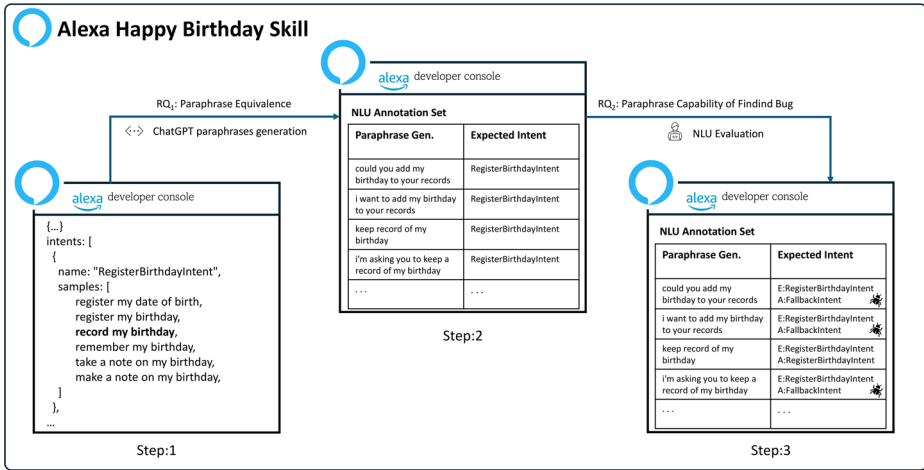 Alexa Happy Birthday Skill
RQ1: Paraphrase Equivalence
ChatGPT paraphrases generation
alexa developer console
{...}
intents: [
{
name: "RegisterBirthdayIntent",
samples: [
register my date of birth,
register my birthday,
record my birthday,
remember my birthday,
take a note on my birthday,
make a note on my birthday,
]
},
...
Step:1
alexa developer console
NLU Annotation Set
Paraphrase Gen. Expected Intent
could you add my RegisterBirthdayIntent
birthday to your records
i want to add my birthday RegisterBirthdayIntent
to your records
keep record of my RegisterBirthdayIntent
birthday
i'm asking you to keep a RegisterBirthdayIntent
record of my birthday
. . . . . .
Step:2
RQ2: Paraphrase Capability of Findind Bug
NLU Evaluation
alexa developer console
NLU Annotation Set
Paraphrase Gen. Expected Intent
could you add my E:RegisterBirthdayIntent
birthday to your records A:FallbackIntent
i want to add my birthday E:RegisterBirthdayIntent
to your records A:FallbackIntent
keep record of my E:RegisterBirthdayIntent
birthday A:RegisterBirthdayIntent
i'm asking you to keep a E:RegisterBirthdayIntent
record of my birthday A:FallbackIntent
. . . . . .
Step:3